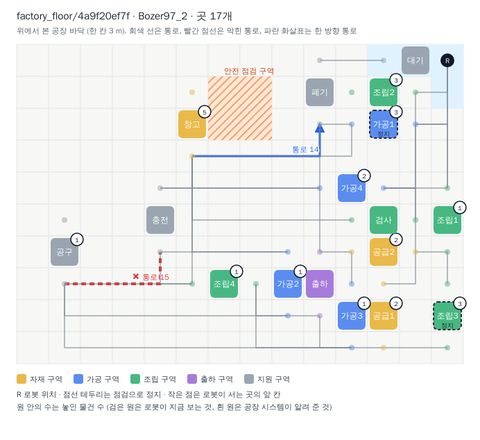 factory_floor/4a9f20ef7f · Bozer97_2 · 곳 17개
위에서 본 공장 바닥 (한 칸 3 m). 회색 선은 통로, 빨간 점선은 막힌 통로, 파란 화살표는 한 방향 통로
대기
R
안전 점검 구역
3
조립2
폐기
5
창고
3
가공1
정지
통로 14
2
가공4
1
조립1
충전
검사
1
공구
2
공급2
✖ 통로 15
1
조립4
1
가공2
출하
1
가공3
2
공급1
3
조립3
정지
자재 구역
가공 구역
조립 구역
출하 구역
지원 구역
R 로봇 위치 · 점선 테두리는 점검으로 정지 · 작은 점은 로봇이 서는 곳의 앞 칸
원 안의 수는 놓인 물건 수 (검은 원은 로봇이 지금 보는 것, 흰 원은 공장 시스템이 알려 준 것)